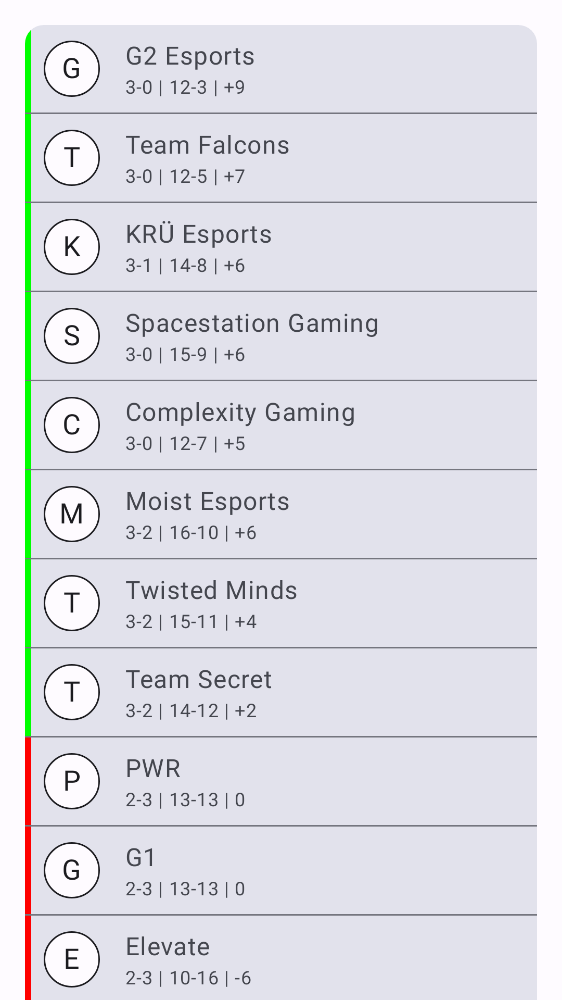 G
G2 Esports
3-0 | 12-3 | +9
T
Team Falcons
3-0 | 12-5 | +7
K
KRÜ Esports
3-1 | 14-8 | +6
S
Spacestation Gaming
3-0 | 15-9 | +6
C
Complexity Gaming
3-0 | 12-7 | +5
M
Moist Esports
3-2 | 16-10 | +6
T
Twisted Minds
3-2 | 15-11 | +4
T
Team Secret
3-2 | 14-12 | +2
P
PWR
2-3 | 13-13 | 0
G
G1
2-3 | 13-13 | 0
E
Elevate
2-3 | 10-16 | -6